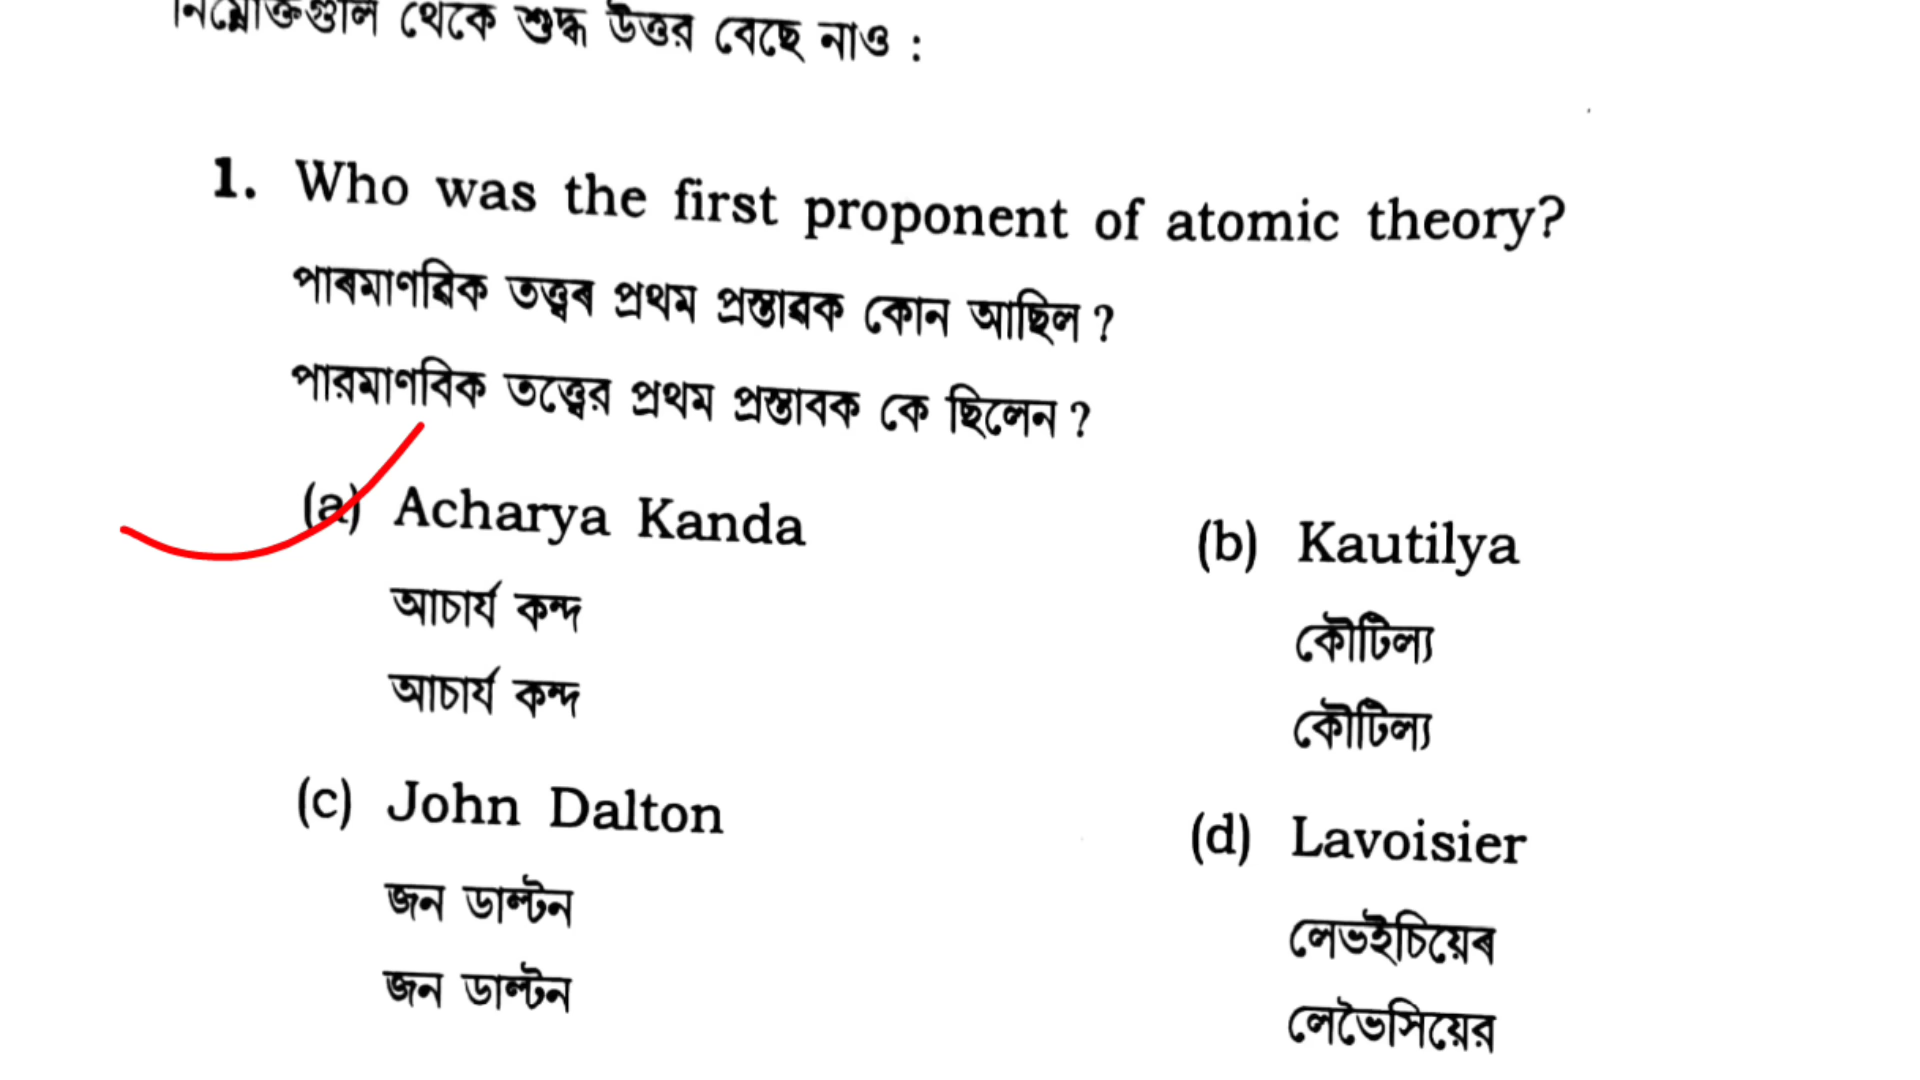 নিম্নোক্তগুলি থেকে শুদ্ধ উত্তর বেছে নাও :
1. Who was the first proponent of atomic theory?
পাৰমাণৱিক তত্ত্বৰ প্ৰথম প্ৰস্তাৱক কোন আছিল ?
পারমাণবিক তত্ত্বের প্রথম প্রস্তাবক কে ছিলেন ?
(a) Acharya Kanda
আচাৰ্য কন্দ
আচার্য কন্দ
(b) Kautilya
কৌটিল্য
কৌটিল্য
(c) John Dalton
জন ডাল্টন
জন ডাল্টন
(d) Lavoisier
লেভইচিয়েৰ
লেভৈসিয়ের